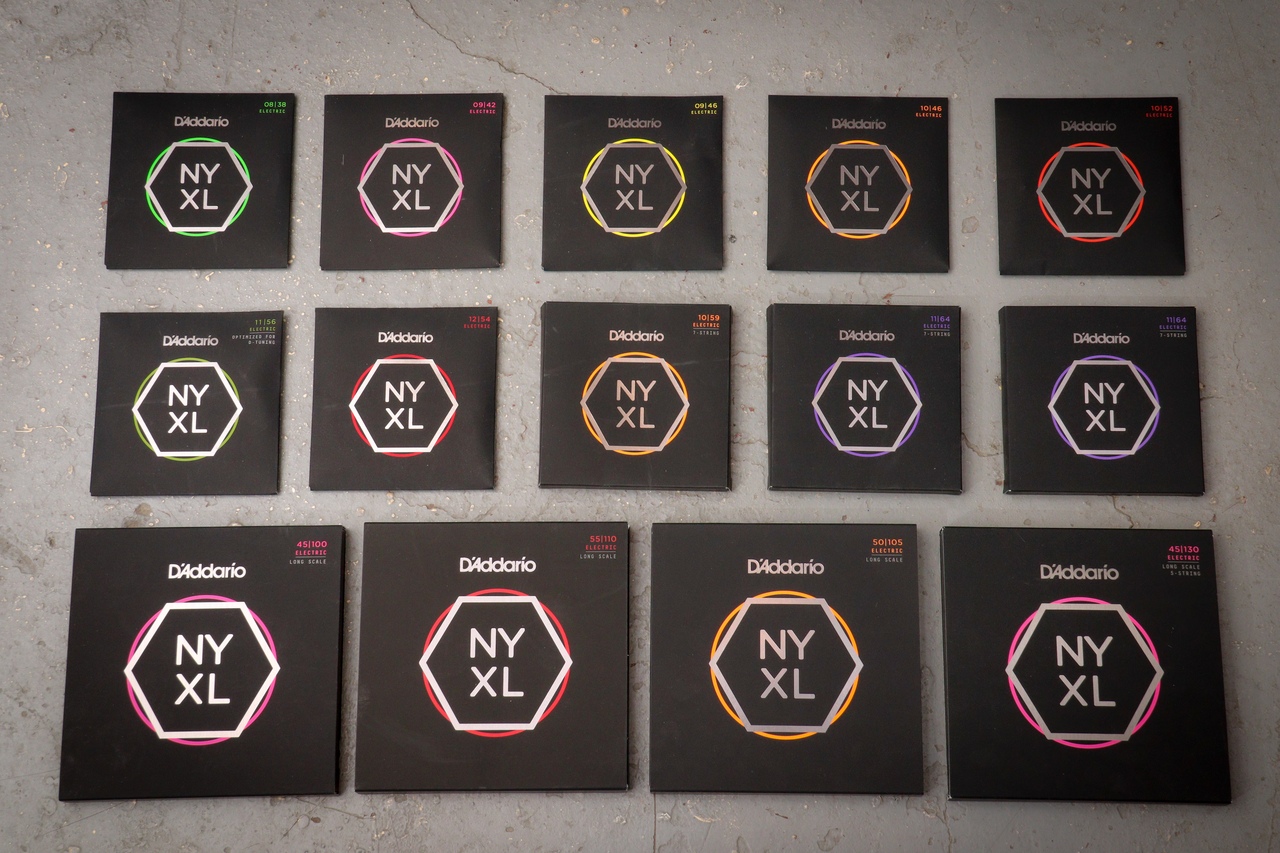 08|38
ELECTRIC
D'Addario
NY
XL
09|42
ELECTRIC
D'Addario
NY
XL
09|46
ELECTRIC
D'Addario
NY
XL
10|46
ELECTRIC
D'Addario
NY
XL
10|52
ELECTRIC
D'Addario
NY
XL
11|56
ELECTRIC
OPTIMIZED FOR
D-TUNING
D'Addario
NY
XL
12|54
ELECTRIC
D'Addario
NY
XL
10|59
ELECTRIC
7-STRING
D'Addario
NY
XL
11|64
ELECTRIC
7-STRING
D'Addario
NY
XL
11|64
ELECTRIC
7-STRING
D'Addario
NY
XL
45|100
ELECTRIC
LONG SCALE
D'Addario
NY
XL
55|110
ELECTRIC
LONG SCALE
D'Addario
NY
XL
50|105
ELECTRIC
LONG SCALE
D'Addario
NY
XL
45|130
ELECTRIC
LONG SCALE
5-STRING
D'Addario
NY
XL